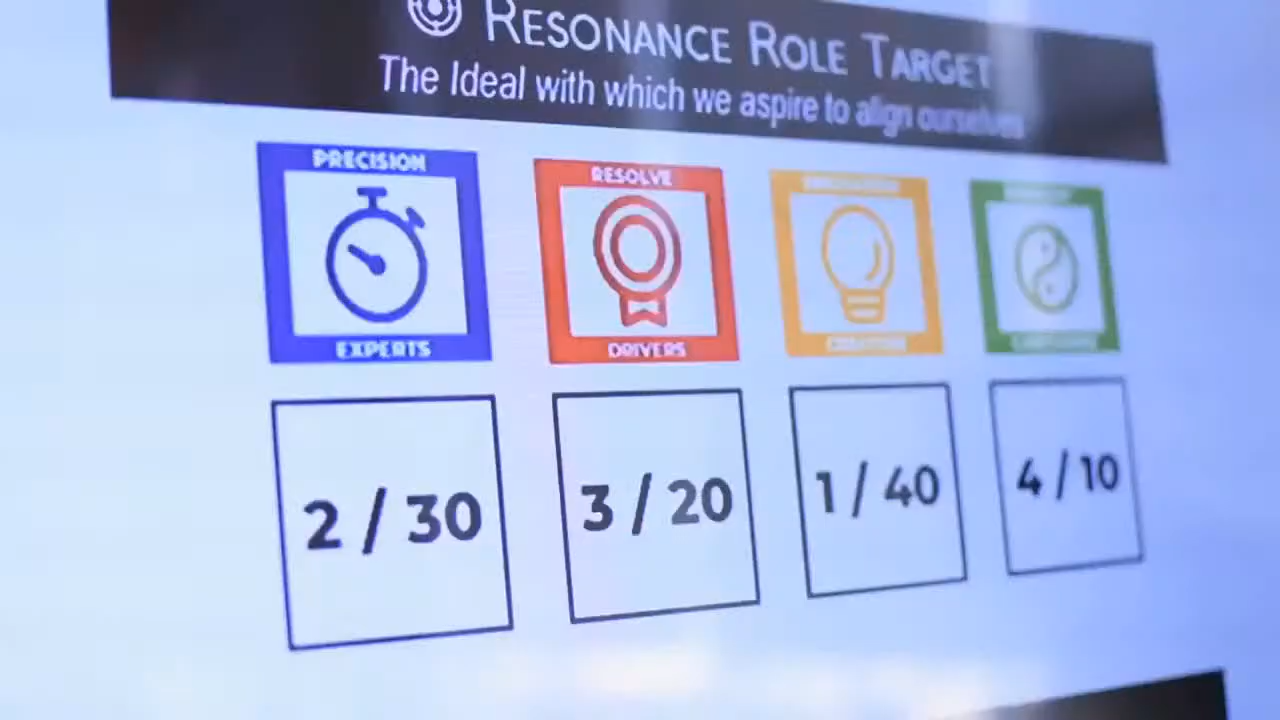 RESONANCE ROLE TARGET
The Ideal with which we aspire to align ourselves
PRECISION
RESOLVE
EXPERTS
DRIVERS
2 / 30
3 / 20
1 / 40
4 / 10